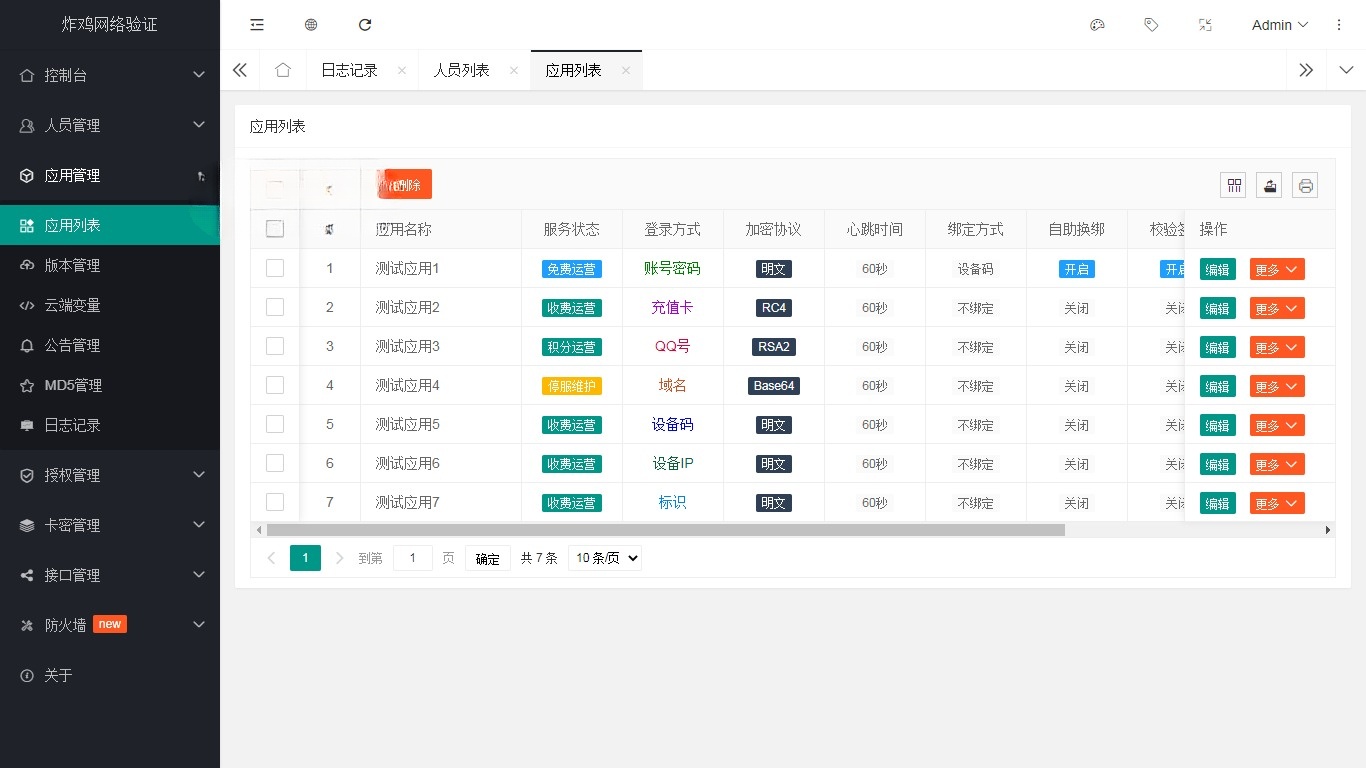 炸鸡网络验证
Admin
控制台
人员管理
应用管理
应用列表
版本管理
云端变量
公告管理
MD5管理
日志记录
授权管理
卡密管理
接口管理
防火墙 new
关于
日志记录 人员列表 应用列表
应用列表
删除
应用名称 服务状态 登录方式 加密协议 心跳时间 绑定方式 自助换绑 校验 操作
1 测试应用1 免费运营 账号密码 明文 60秒 设备码 开启 开启 编辑 更多
2 测试应用2 收费运营 充值卡 RC4 60秒 不绑定 关闭 关闭 编辑 更多
3 测试应用3 积分运营 QQ号 RSA2 60秒 不绑定 关闭 关闭 编辑 更多
4 测试应用4 停服维护 域名 Base64 60秒 不绑定 关闭 关闭 编辑 更多
5 测试应用5 收费运营 设备码 明文 60秒 不绑定 关闭 关闭 编辑 更多
6 测试应用6 收费运营 设备IP 明文 60秒 不绑定 关闭 关闭 编辑 更多
7 测试应用7 收费运营 标识 明文 60秒 不绑定 关闭 关闭 编辑 更多
1 到第 1 页 确定 共 7 条 10 条/页